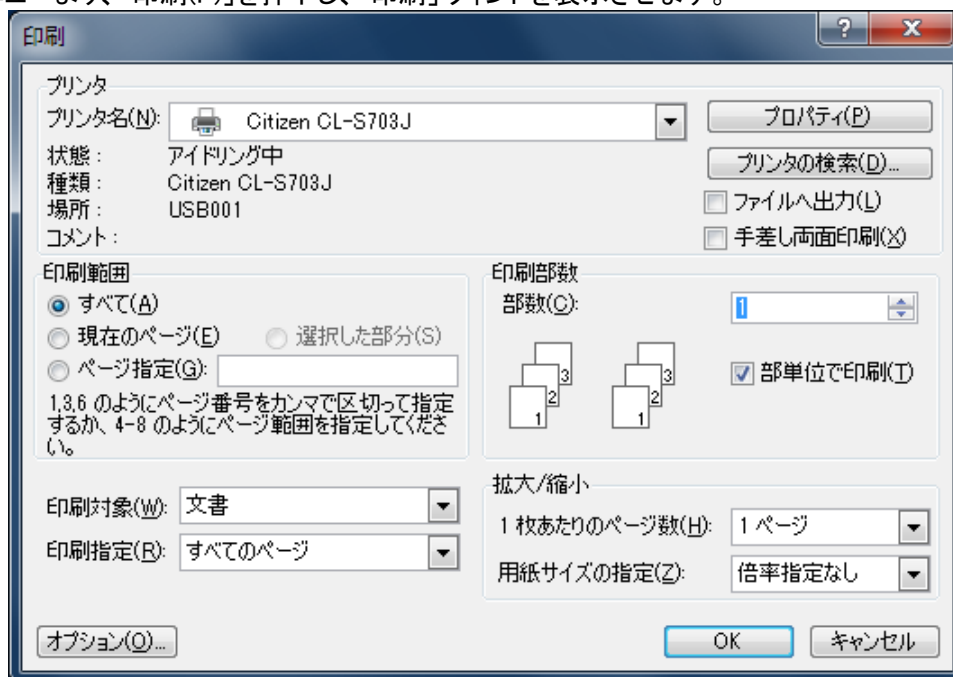 印刷
プリンタ
プリンタ名(N): Citizen CL-S703J プロパティ(P)
状態： アイドリング中 プリンタの検索(D)...
種類： Citizen CL-S703J
場所： USB001 ファイルへ出力(L)
コメント： 手差し両面印刷(X)
印刷範囲
すべて(A)
現在のページ(E) 選択した部分(S)
ページ指定(G):
1,3,6 のようにページ番号をカンマで区切って指定
するか、4-8 のようにページ範囲を指定してくださ
い。
印刷部数
部数(C): 1
1 2 3 1 2 3
部単位で印刷(T)
印刷対象(W): 文書
印刷指定(R): すべてのページ
拡大/縮小
1 枚あたりのページ数(H): 1 ページ
用紙サイズの指定(Z): 倍率指定なし
オプション(O)... OK キャンセル